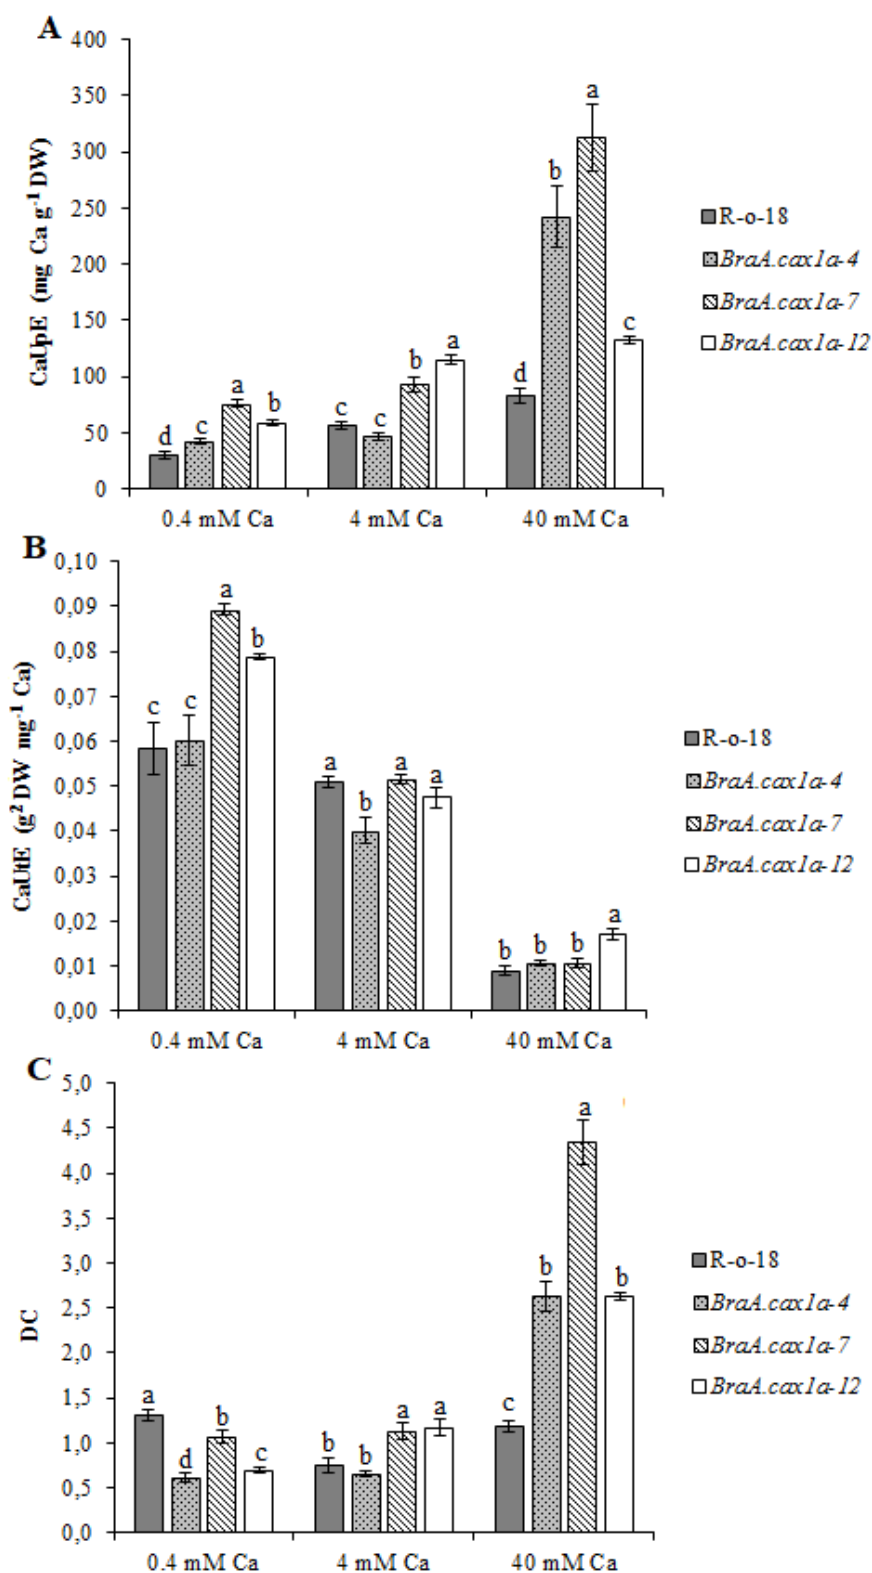 A
CaUpE (mg Ca g⁻¹ DW)
400
350
300
250
200
150
100
50
0
d c a b
c c b a
d b a c
0.4 mM Ca 4 mM Ca 40 mM Ca
R-o-18
BraA.cax1a-4
BraA.cax1a-7
BraA.cax1a-12
B
CaUtE (g² DW mg⁻¹ Ca)
0,10
0,09
0,08
0,07
0,06
0,05
0,04
0,03
0,02
0,01
0,00
c c a b
a b a a
b b b a
0.4 mM Ca 4 mM Ca 40 mM Ca
R-o-18
BraA.cax1a-4
BraA.cax1a-7
BraA.cax1a-12
C
DC
5,0
4,5
4,0
3,5
3,0
2,5
2,0
1,5
1,0
0,5
0,0
a d b c
b b a a
c b a b
0.4 mM Ca 4 mM Ca 40 mM Ca
R-o-18
BraA.cax1a-4
BraA.cax1a-7
BraA.cax1a-12